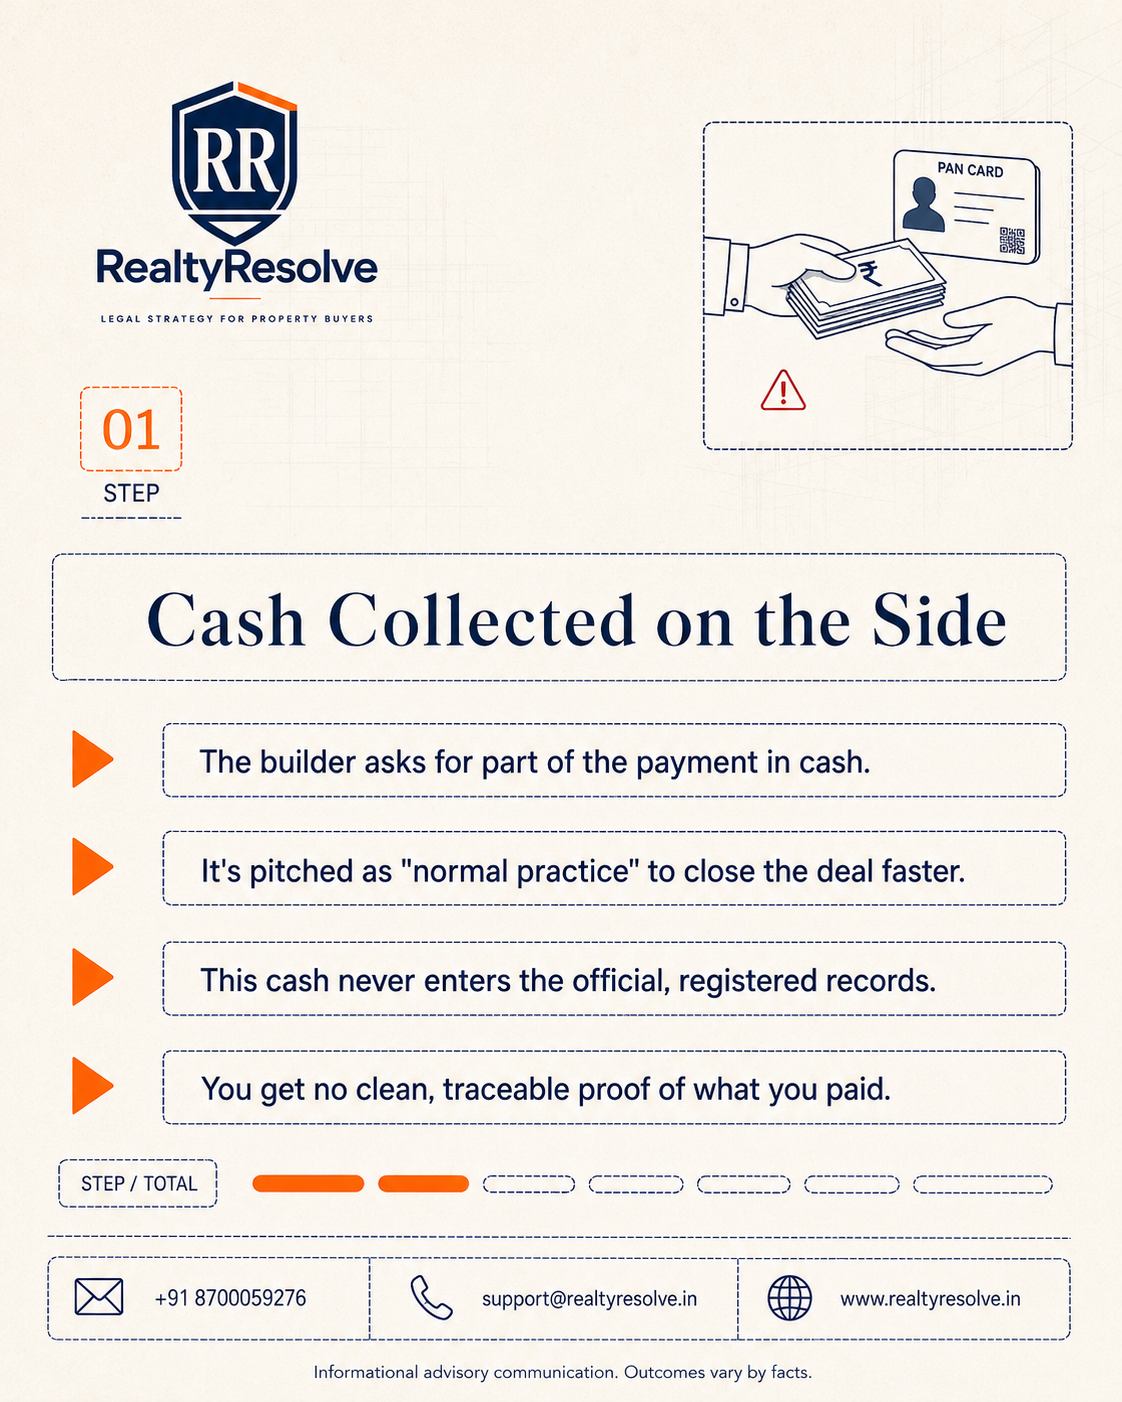 RR
RealtyResolve
LEGAL STRATEGY FOR PROPERTY BUYERS
PAN CARD
₹
01
STEP
Cash Collected on the Side
The builder asks for part of the payment in cash.
It's pitched as "normal practice" to close the deal faster.
This cash never enters the official, registered records.
You get no clean, traceable proof of what you paid.
STEP / TOTAL
+91 8700059276
support@realtyresolve.in
www.realtyresolve.in
Informational advisory communication. Outcomes vary by facts.